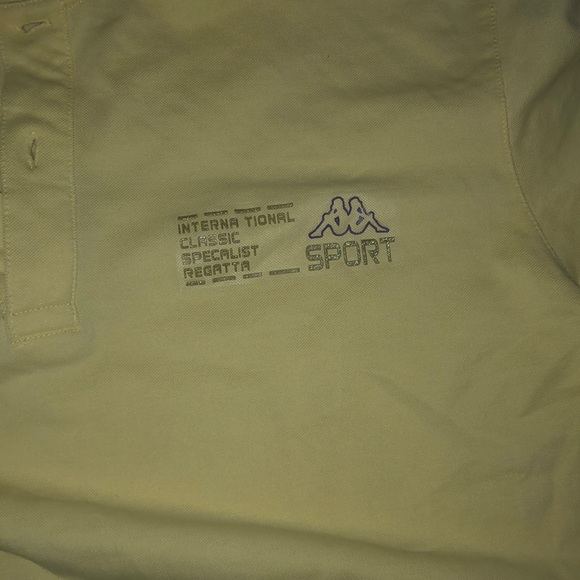 INTERNA TIONAL
CLASSIC
SPECALIST
REGATTA
SPORT